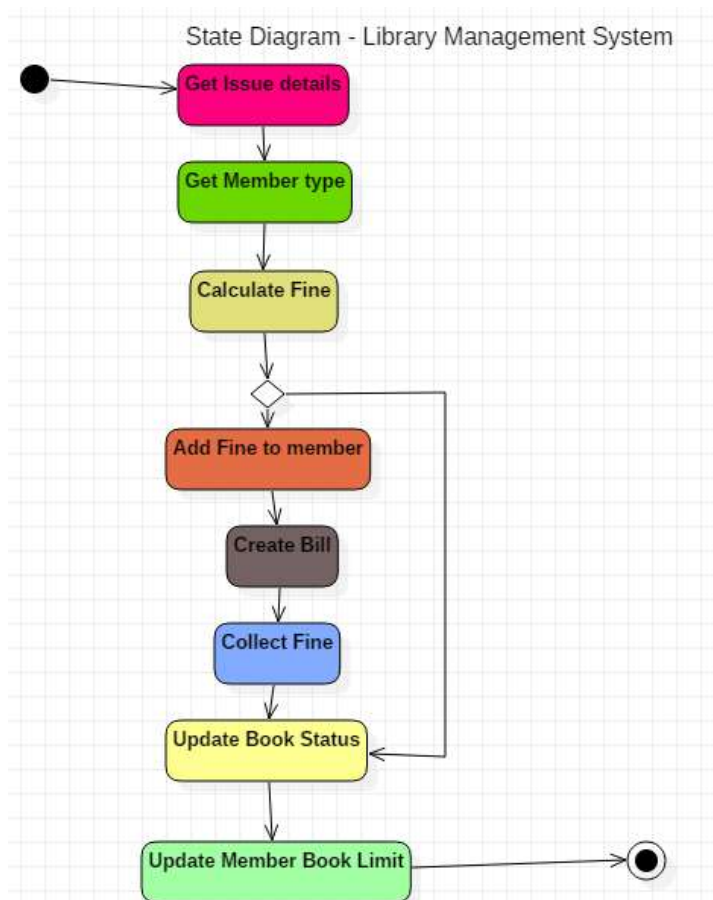 State Diagram - Library Management System
Get Issue details
Get Member type
Calculate Fine
Add Fine to member
Create Bill
Collect Fine
Update Book Status
Update Member Book Limit